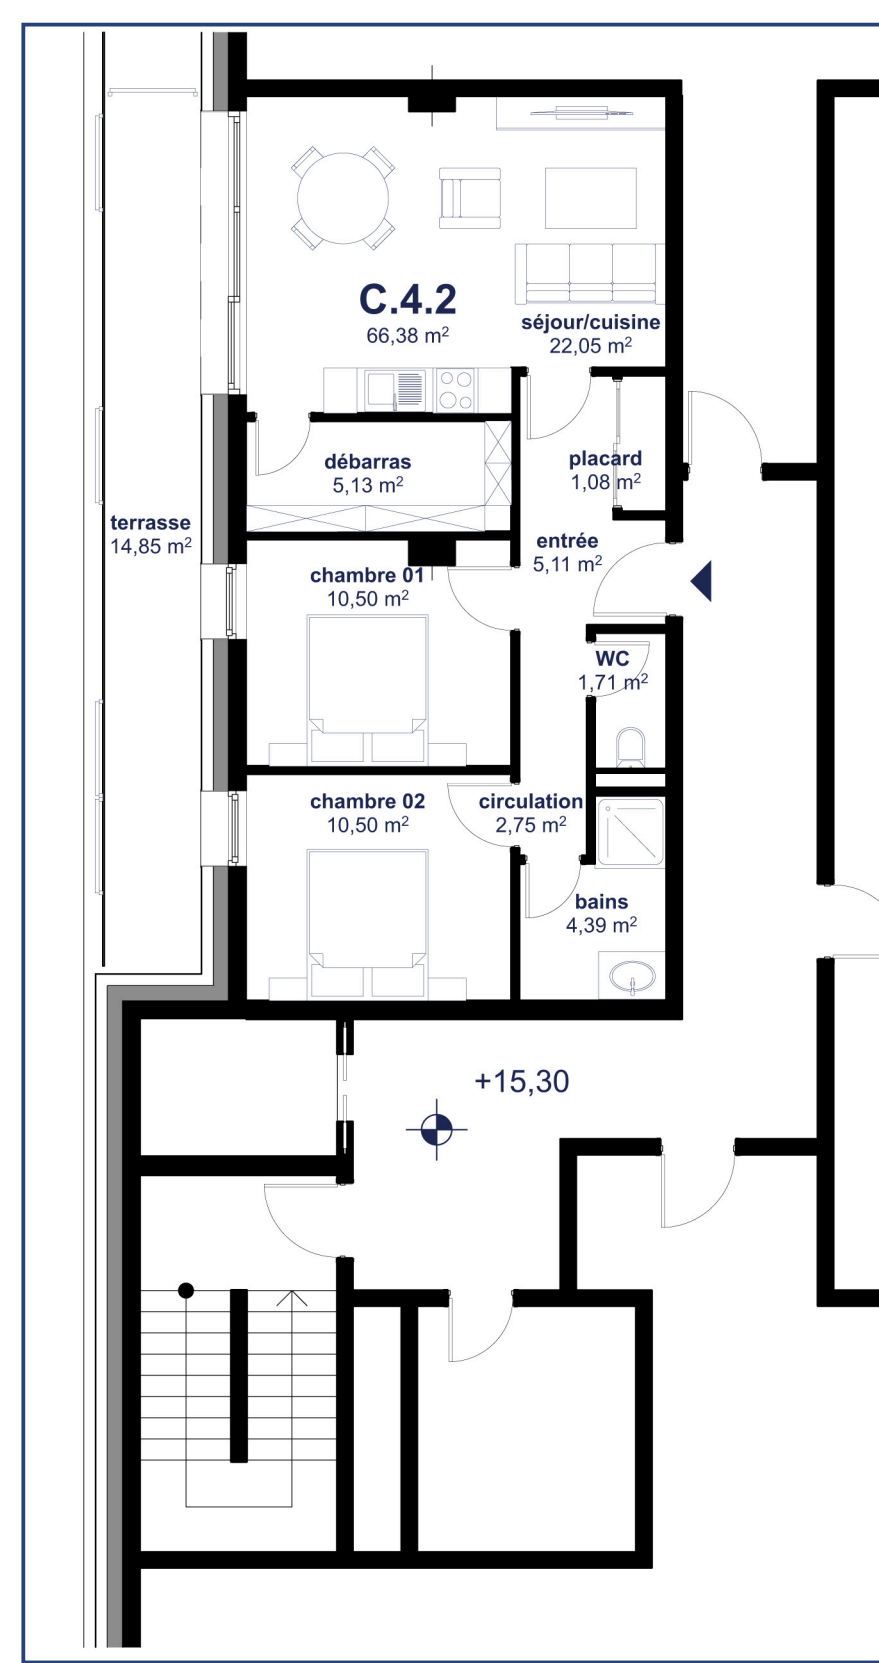 C.4.2
66,38 m²
séjour/cuisine
22,05 m²
débarras
5,13 m²
placard
1,08 m²
terrasse
14,85 m²
entrée
5,11 m²
chambre 01
10,50 m²
WC
1,71 m²
chambre 02
10,50 m²
circulation
2,75 m²
bains
4,39 m²
+15,30